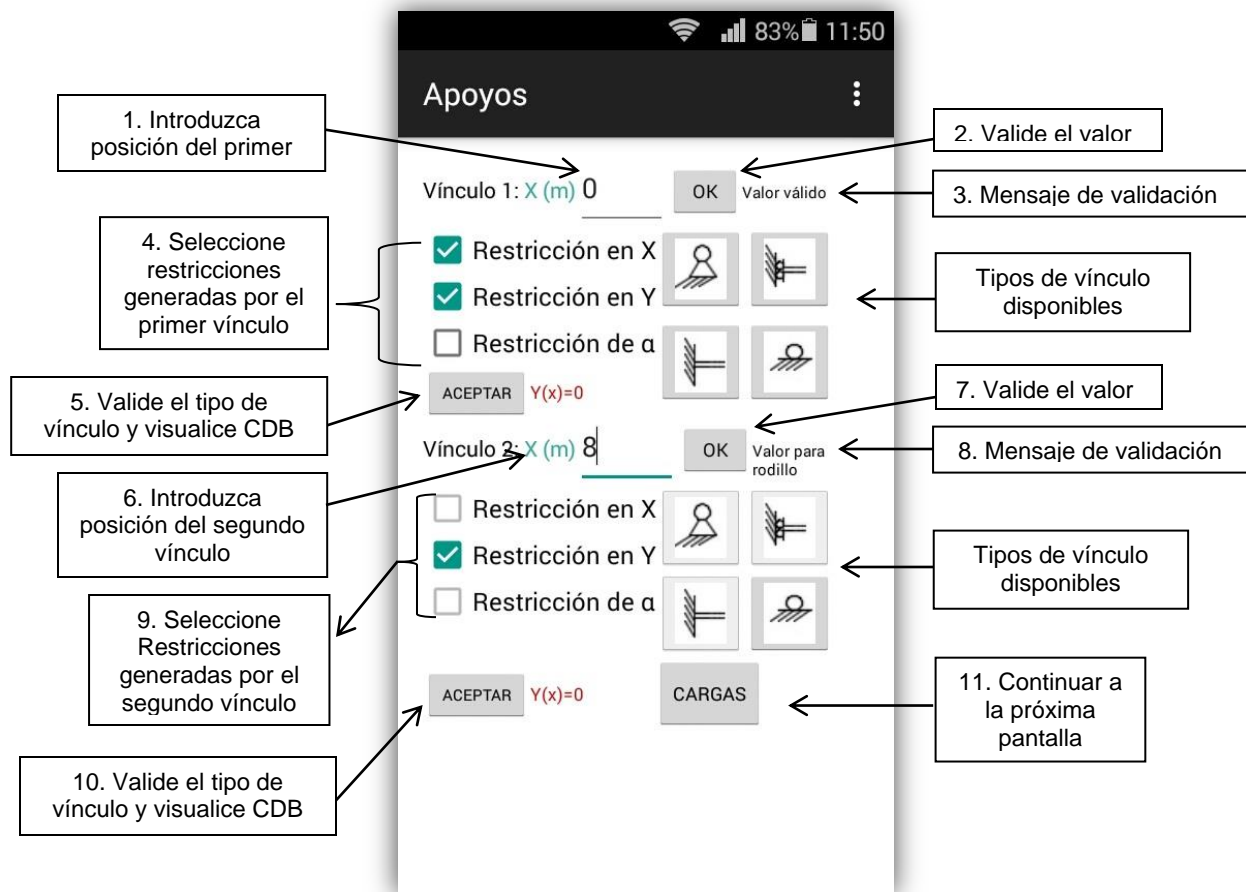 83% 11:50
Apoyos
1. Introduzca
posición del primer
2. Valide el valor
Vínculo 1: X (m) 0
OK
Valor válido
3. Mensaje de validación
4. Seleccione
restricciones
generadas por el
primer vínculo
Restricción en X
Restricción en Y
Restricción de α
Tipos de vínculo
disponibles
5. Valide el tipo de
vínculo y visualice CDB
ACEPTAR Y(x)=0
7. Valide el valor
Vínculo 2: X (m) 8
OK
Valor para
rodillo
8. Mensaje de validación
6. Introduzca
posición del segundo
vínculo
Restricción en X
Restricción en Y
Restricción de α
Tipos de vínculo
disponibles
9. Seleccione
Restricciones
generadas por el
segundo vínculo
ACEPTAR Y(x)=0
CARGAS
11. Continuar a
la próxima
pantalla
10. Valide el tipo de
vínculo y visualice CDB